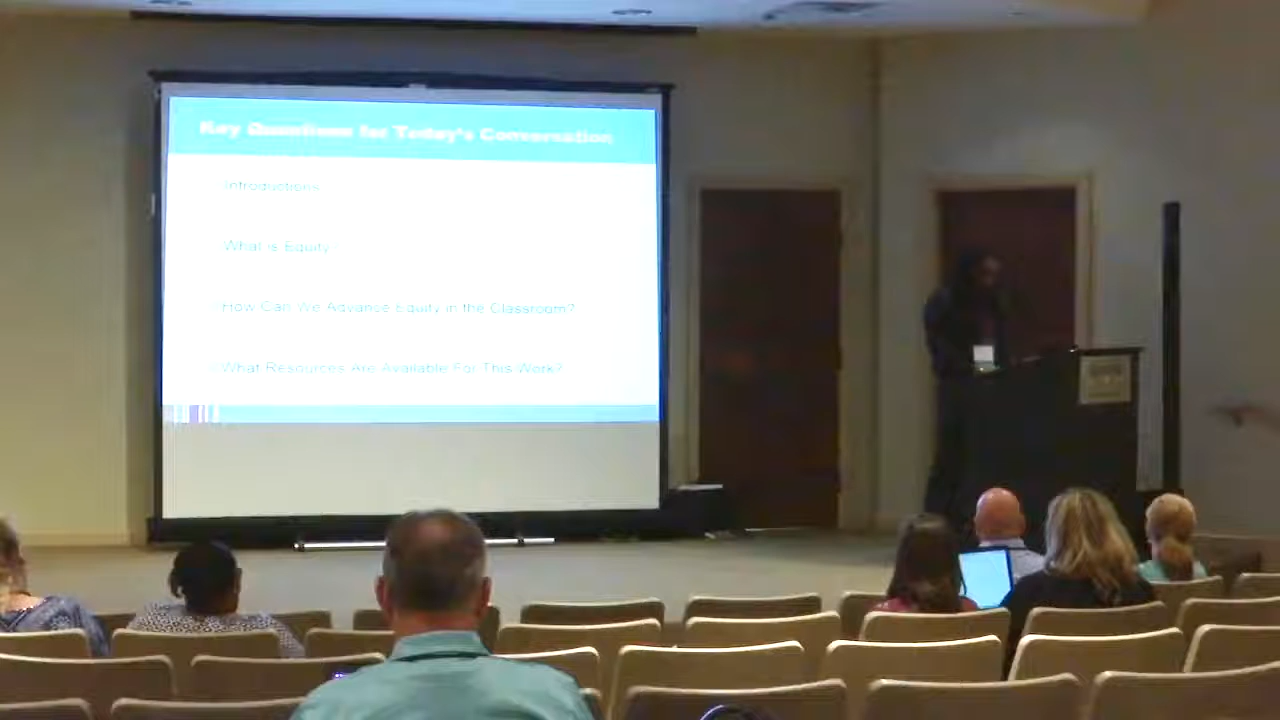 Key Questions for Today's Conversation
Introductions
What is Equity?
How Can We Advance Equity in the Classroom?
What Resources Are Available For This Work?